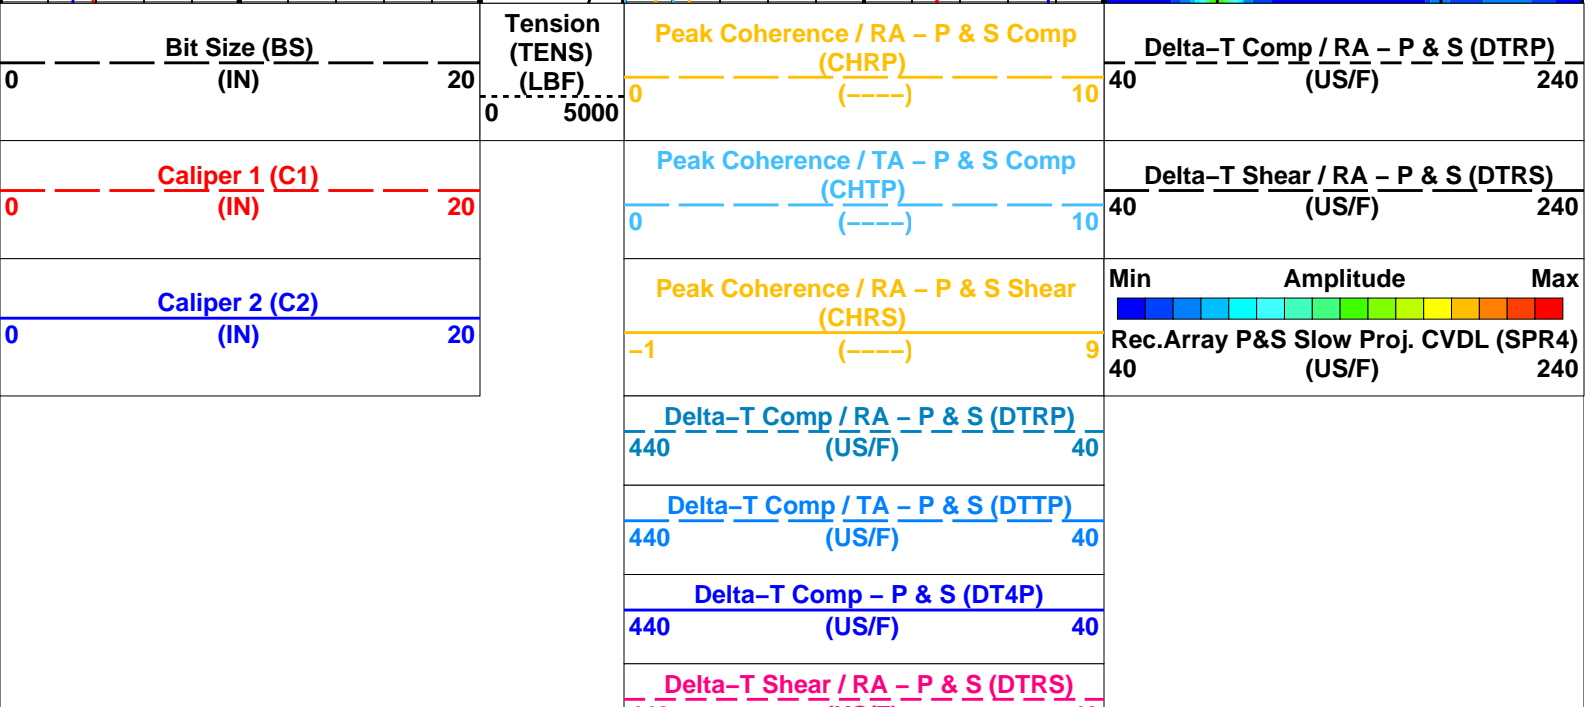 Bit Size (BS)
0 (IN) 20
Caliper 1 (C1)
0 (IN) 20
Caliper 2 (C2)
0 (IN) 20
Tension
(TENS)
(LBF)
0 5000
Peak Coherence / RA – P & S Comp
(CHRP)
0 (––––) 10
Peak Coherence / TA – P & S Comp
(CHTP)
0 (––––) 10
Peak Coherence / RA – P & S Shear
(CHRS)
–1 (––––) 9
Delta–T Comp / RA – P & S (DTRP)
440 (US/F) 40
Delta–T Comp / TA – P & S (DTTP)
440 (US/F) 40
Delta–T Comp – P & S (DT4P)
440 (US/F) 40
Delta–T Shear / RA – P & S (DTRS)
Delta–T Comp / RA – P & S (DTRP)
40 (US/F) 240
Delta–T Shear / RA – P & S (DTRS)
40 (US/F) 240
Min Amplitude Max
Rec.Array P&S Slow Proj. CVDL (SPR4)
40 (US/F) 240